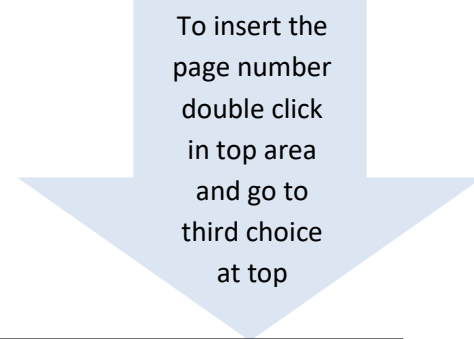 To insert the
page number
double click
in top area
and go to
third choice
at top